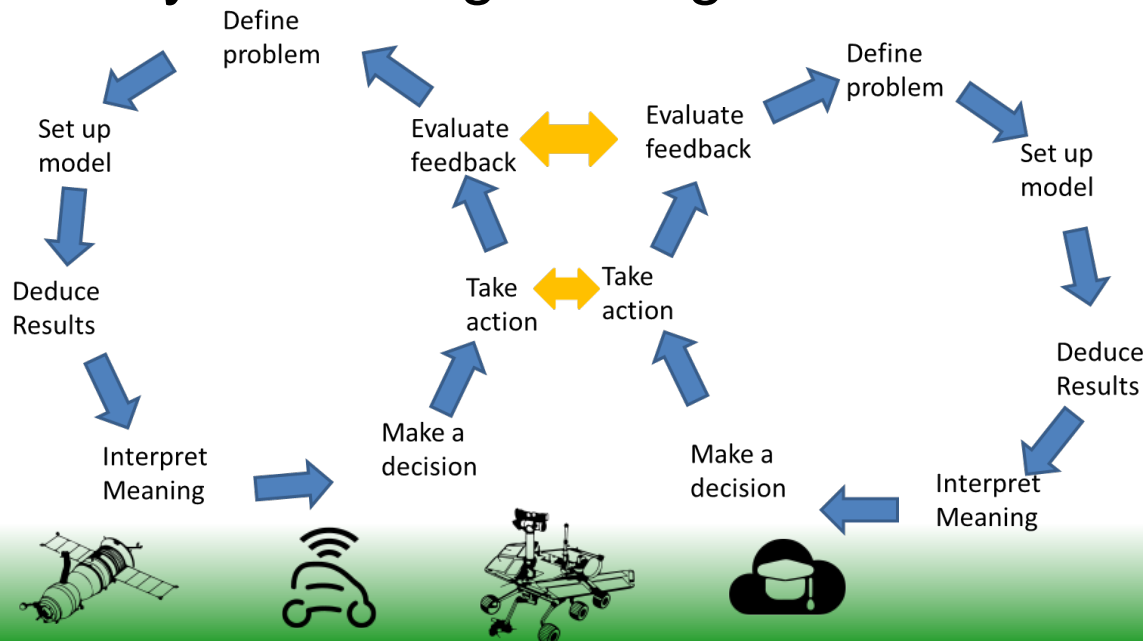 Define
problem
Set up
model
Deduce
Results
Interpret
Meaning
Make a
decision
Take
action
Evaluate
feedback
Evaluate
feedback
Define
problem
Set up
model
Deduce
Results
Interpret
Meaning
Make a
decision
Take
action